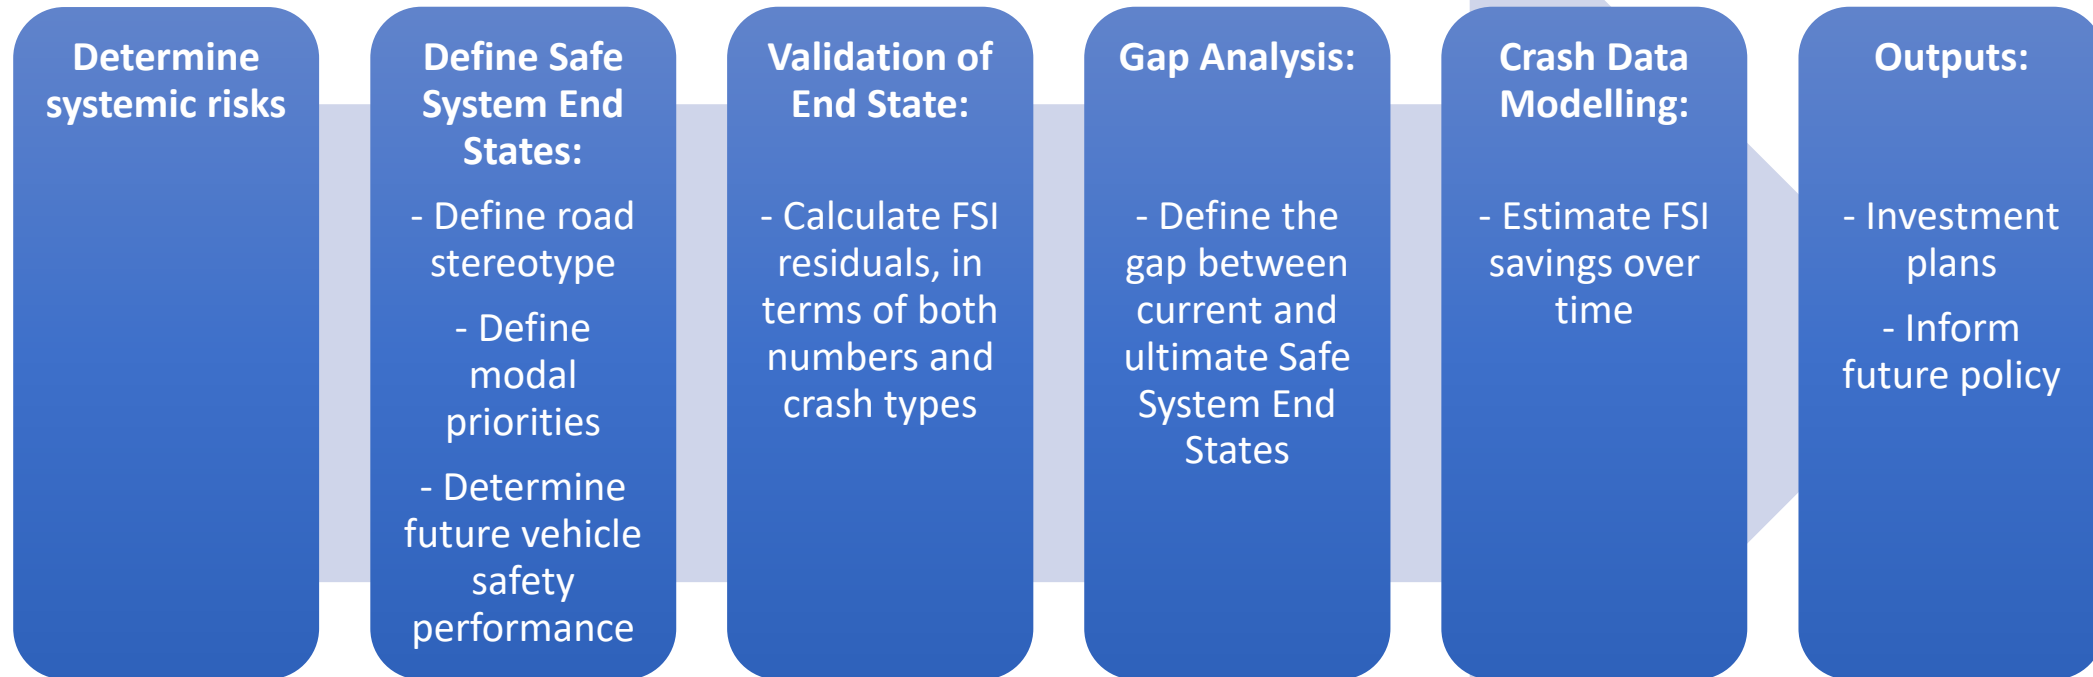 Determine
systemic risks
Define Safe
System End
States:
- Define road
stereotype
- Define
modal
priorities
- Determine
future vehicle
safety
performance
Validation of
End State:
- Calculate FSI
residuals, in
terms of both
numbers and
crash types
Gap Analysis:
- Define the
gap between
current and
ultimate Safe
System End
States
Crash Data
Modelling:
- Estimate FSI
savings over
time
Outputs:
- Investment
plans
- Inform
future policy